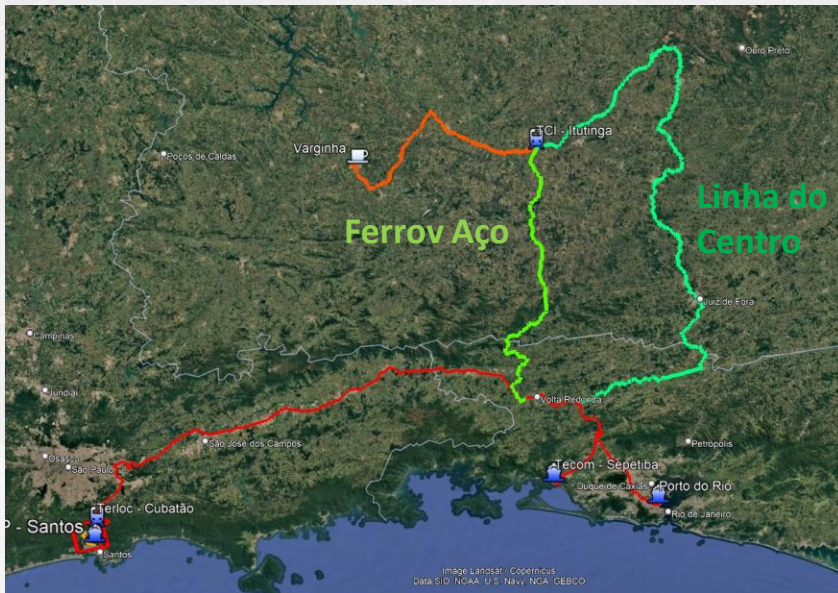 Ouro Preto
TCI - Itutinga
Varginha
Poços de Caldas
Linha do
Centro
Ferrov Aço
Juiz de Fora
Campinas
Jundiaí
Volta Redonda
São José dos Campos
Petrópolis
Osasco
São Paulo
Tecom - Sepetiba
Duque de Caxias
Porto do Rio
Rio de Janeiro
Terloc - Cubatão
P - Santos
Santos
Image Landsat / Copernicus
Data SIO, NOAA, U.S. Navy, NGA, GEBCO